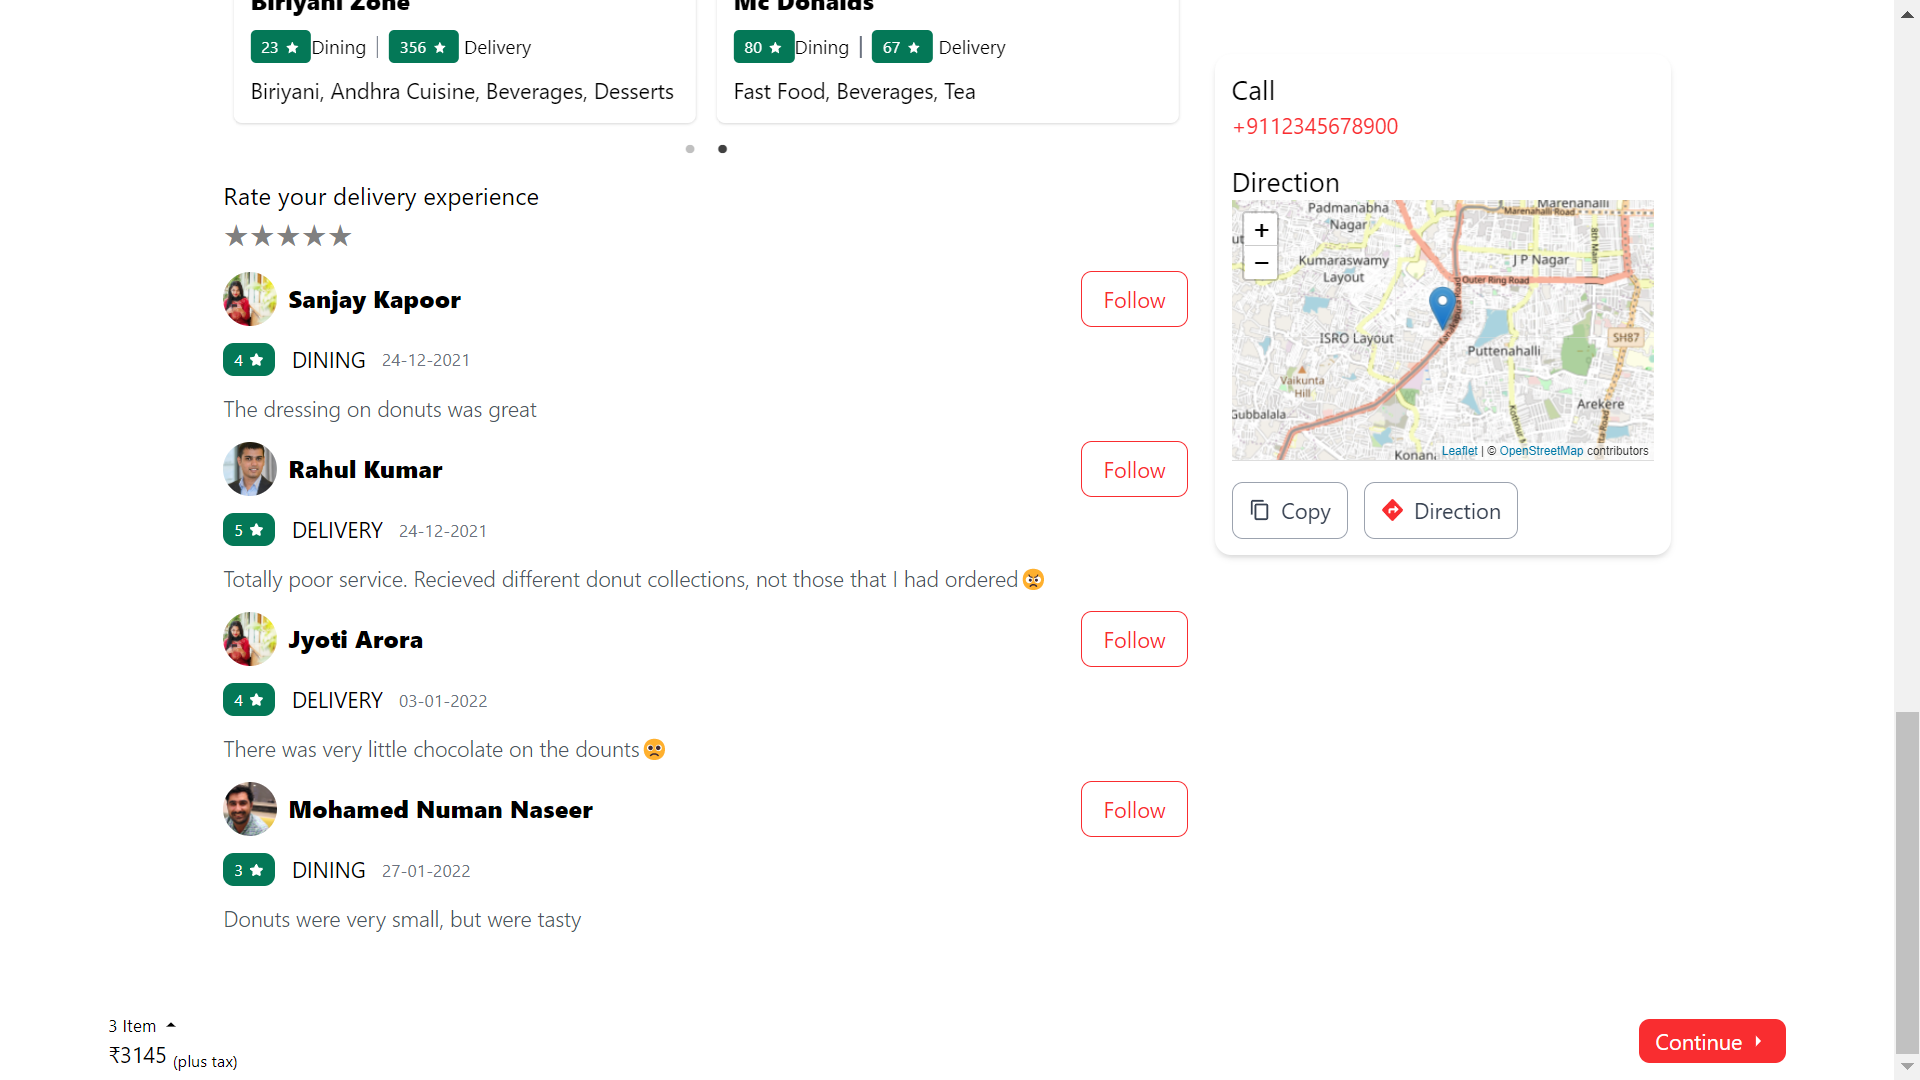 Biriyani Zone
23 ★ Dining | 356 ★ Delivery
Biriyani, Andhra Cuisine, Beverages, Desserts
Mc Donalds
80 ★ Dining | 67 ★ Delivery
Fast Food, Beverages, Tea
Rate your delivery experience
★★★★★
Sanjay Kapoor
Follow
4 ★ DINING 24-12-2021
The dressing on donuts was great
Rahul Kumar
Follow
5 ★ DELIVERY 24-12-2021
Totally poor service. Recieved different donut collections, not those that I had ordered😡
Jyoti Arora
Follow
4 ★ DELIVERY 03-01-2022
There was very little chocolate on the dounts🙁
Mohamed Numan Naseer
Follow
3 ★ DINING 27-01-2022
Donuts were very small, but were tasty
Call
+9112345678900
Direction
Padmanabha
Nagar
Marenahalli
Marenahalli Road
ut
+
−
8th Main
Kumaraswamy
Layout
J P Nagar
Outer Ring Road
ISRO Layout
Puttenahalli
SH87
Vaikunta
Hill
Gubbalala
Arekere
Leaflet | © OpenStreetMap contributors
Copy
Direction
3 Item
₹3145 (plus tax)
Continue